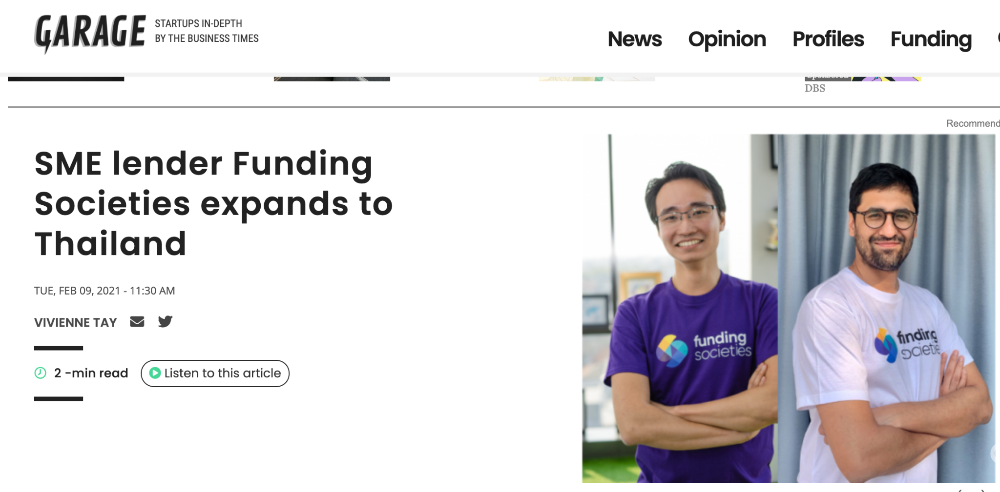 GARAGE
STARTUPS IN-DEPTH
BY THE BUSINESS TIMES
News
Opinion
Profiles
Funding
Sponsored
DBS
Recommend
SME lender Funding
Societies expands to
Thailand
TUE, FEB 09, 2021 - 11:30 AM
VIVIENNE TAY
2 -min read
Listen to this article
funding
societies
funding
societie